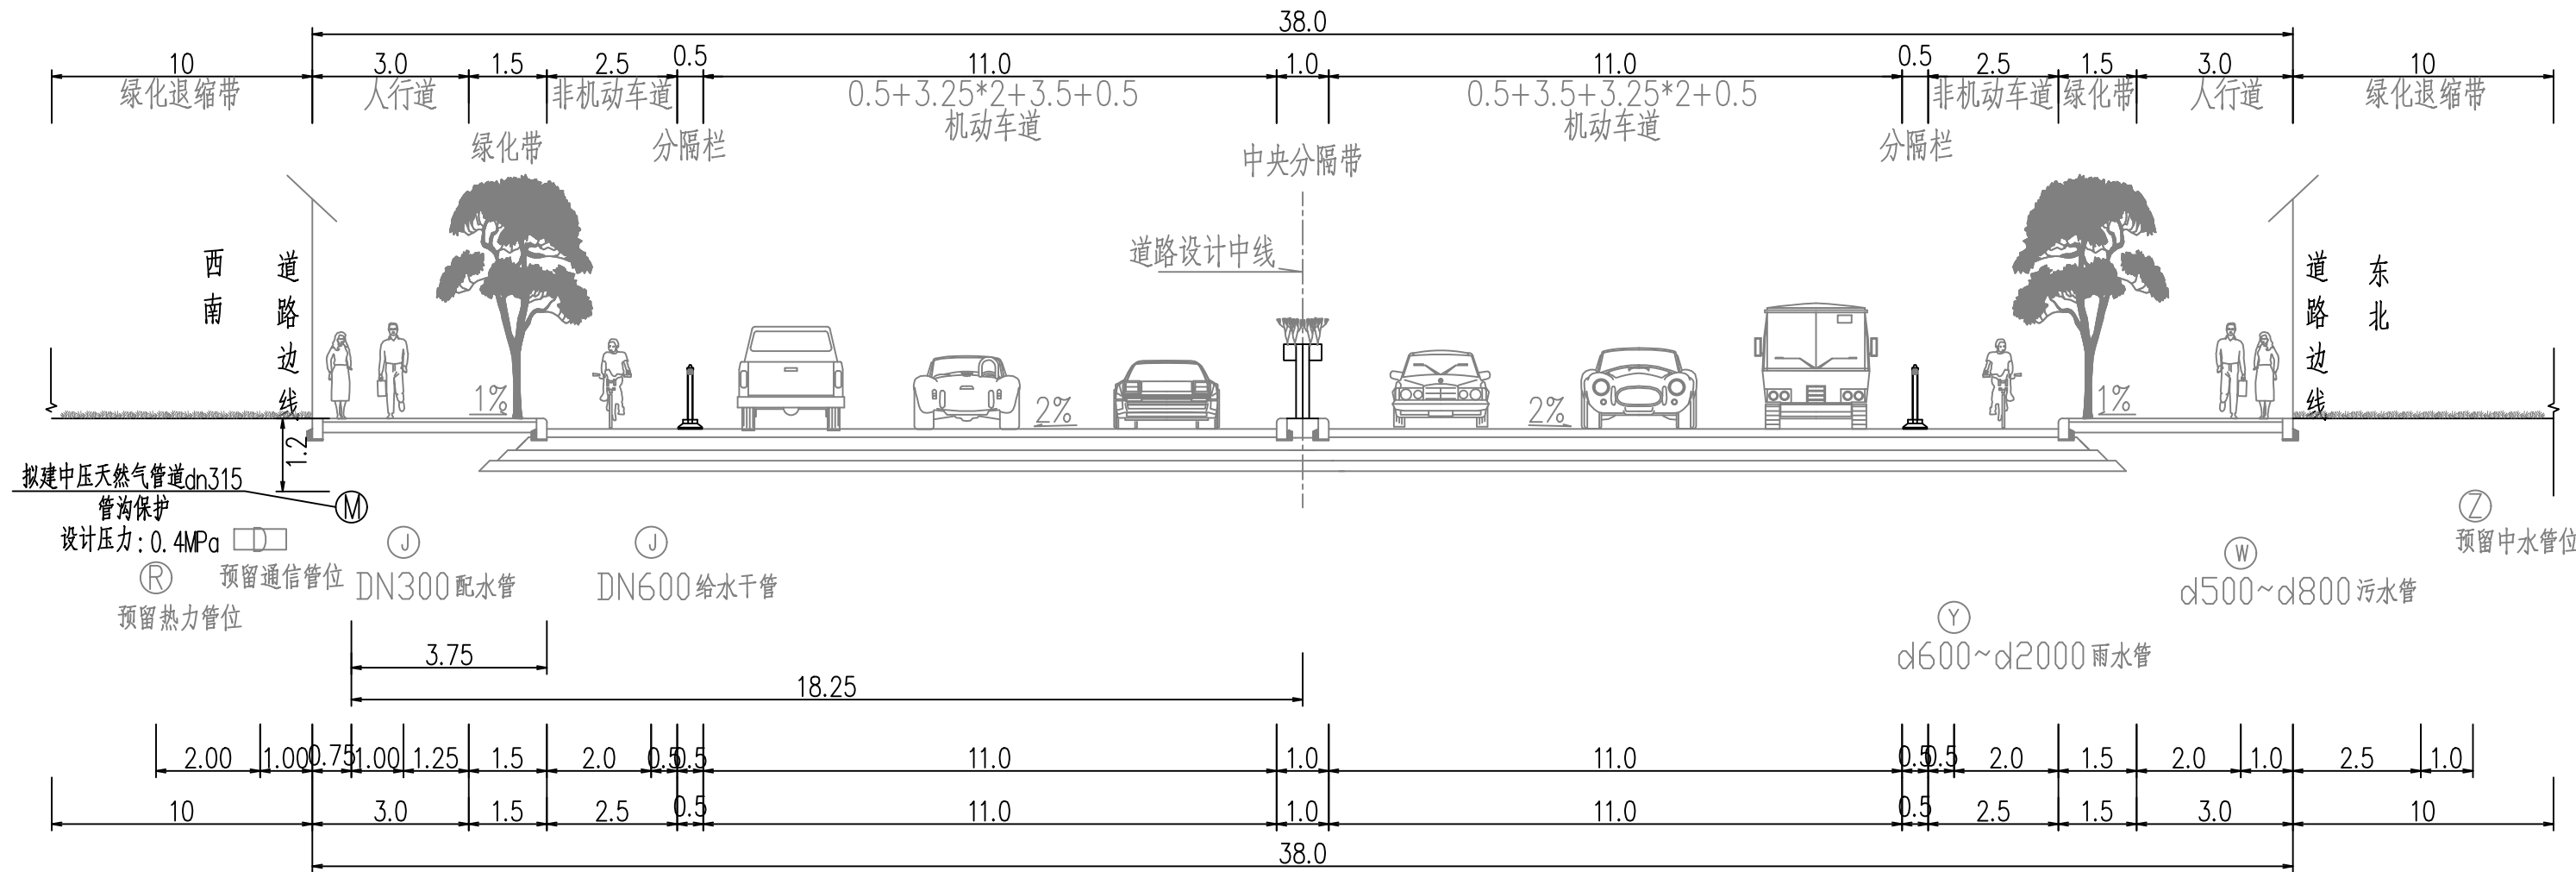 38.0
10 3.0 1.5 2.5 0.5 11.0 1.0 11.0 0.5 2.5 1.5 3.0 10
绿化退缩带 人行道 非机动车道 0.5+3.25*2+3.5+0.5 0.5+3.5+3.25*2+0.5 非机动车道 绿化带 人行道 绿化退缩带
机动车道 机动车道
绿化带 分隔栏 中央分隔带 分隔栏
道路设计中线
西南 道路边线 道路边线 东北
1% 2% 2% 1%
1.2
拟建中压天然气管道dn315
管沟保护
设计压力:0.4MPa
M
D
预留通信管位
R
预留热力管位
J
DN300配水管
J
DN600给水干管
Y
d600~d2000雨水管
W
d500~d800污水管
Z
预留中水管位
3.75
18.25
2.00 1.00 0.75 1.00 1.25 1.5 2.0 0.5 0.5 11.0 1.0 11.0 0.5 0.5 2.0 1.5 2.0 1.0 2.5 1.0
10 3.0 1.5 2.5 0.5 11.0 1.0 11.0 0.5 2.5 1.5 3.0 10
38.0